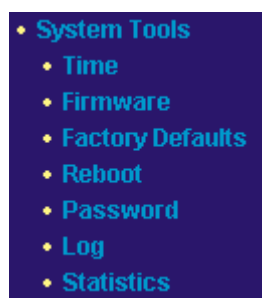 • System Tools
• Time
• Firmware
• Factory Defaults
• Reboot
• Password
• Log
• Statistics